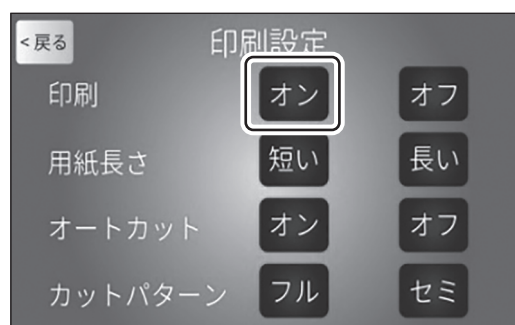 <戻る 印刷設定
印刷 オン オフ
用紙長さ 短い 長い
オートカット オン オフ
カットパターン フル セミ